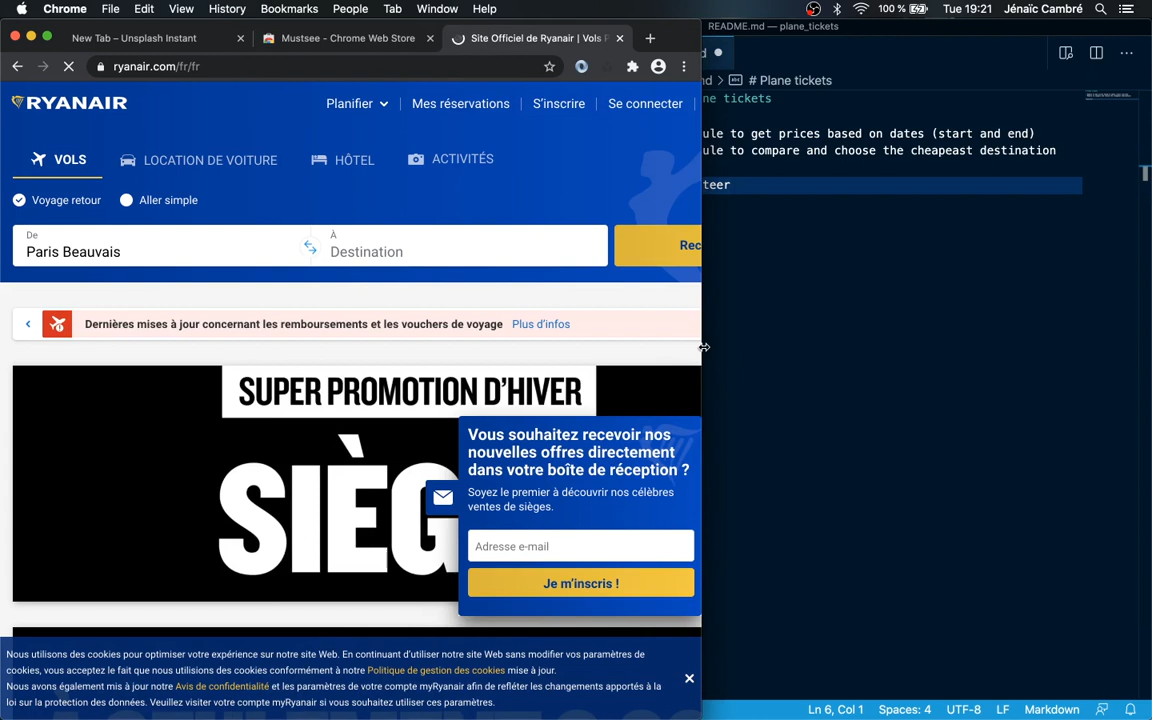 Chrome File Edit View History Bookmarks People Tab Window Help 100 % Tue 19:21 Jénaïc Cambré
New Tab – Unsplash Instant
Mustsee - Chrome Web Store
Site Officiel de Ryanair | Vols P
README.md — plane_tickets
ryanair.com/fr/fr
RYANAIR
Planifier
Mes réservations
S'inscrire
Se connecter
VOLS
LOCATION DE VOITURE
HÔTEL
ACTIVITÉS
Voyage retour
Aller simple
De
Paris Beauvais
À
Destination
Rec
Dernières mises à jour concernant les remboursements et les vouchers de voyage Plus d'infos
SUPER PROMOTION D'HIVER
SIÈG
Vous souhaitez recevoir nos
nouvelles offres directement
dans votre boîte de réception ?
Soyez le premier à découvrir nos célèbres
ventes de sièges.
Adresse e-mail
Je m'inscris !
Nous utilisons des cookies pour optimiser votre expérience sur notre site Web. En continuant d'utiliser notre site Web sans modifier vos paramètres de
cookies, vous acceptez le fait que nous utilisons des cookies conformément à notre Politique de gestion des cookies mise à jour.
Nous avons également mis à jour notre Avis de confidentialité et les paramètres de votre compte myRyanair afin de refléter les changements apportés à la
loi sur la protection des données. Veuillez visiter votre compte myRyanair si vous souhaitez utiliser ces paramètres.
d
nd > # Plane tickets
ne tickets
ule to get prices based on dates (start and end)
ule to compare and choose the cheapeast destination
teer
Ln 6, Col 1 Spaces: 4 UTF-8 LF Markdown